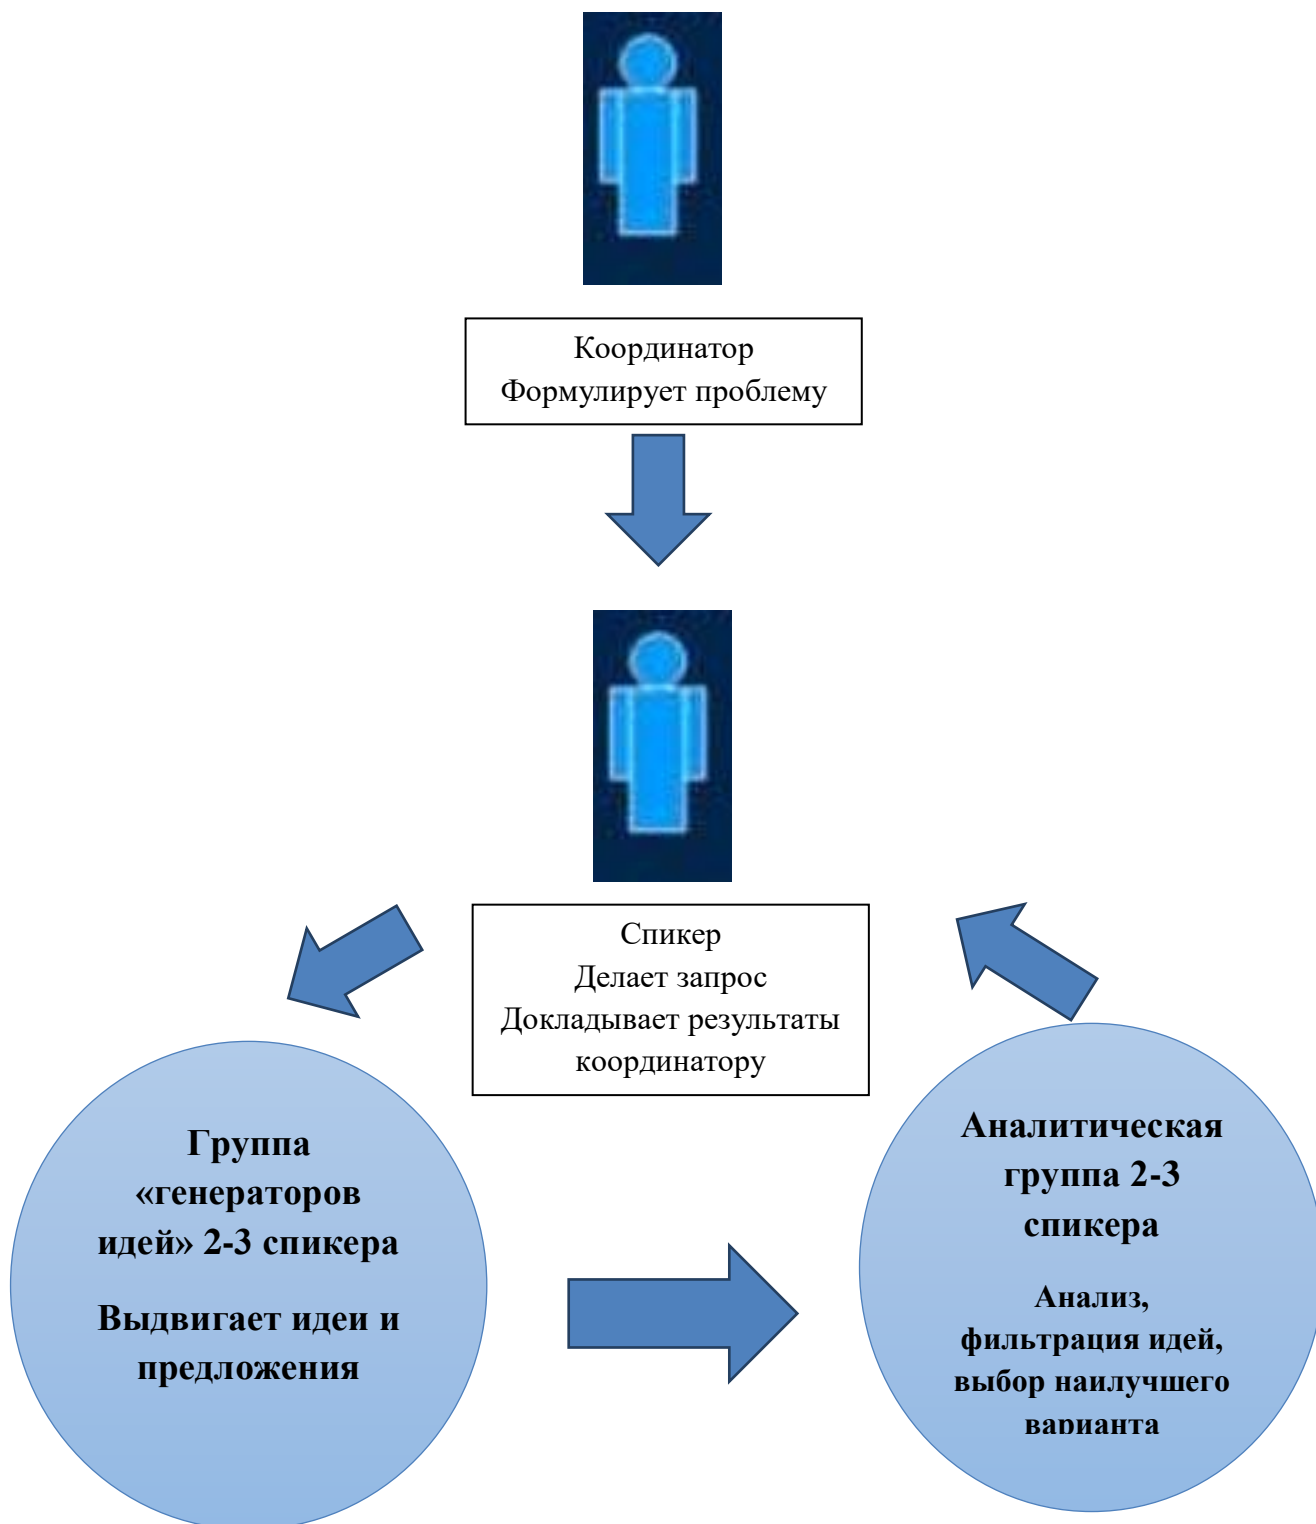 Координатор
Формулирует проблему
Спикер
Делает запрос
Докладывает результаты
координатору
Группа
«генераторов
идей» 2-3 спикера
Выдвигает идеи и
предложения
Аналитическая
группа 2-3
спикера
Анализ,
фильтрация идей,
выбор наилучшего
варианта